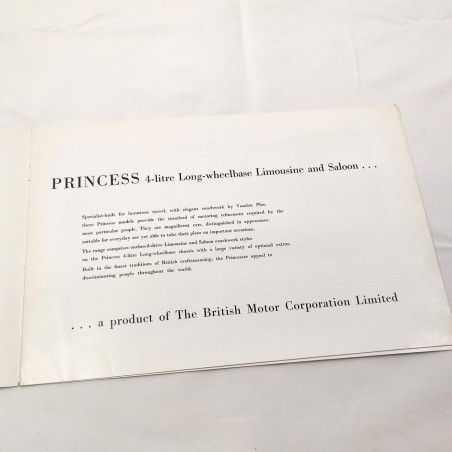 PRINCESS 4-litre Long-wheelbase Limousine and Saloon . . .
Specialist-built for luxurious travel, with elegant coachwork by Vanden Plas,
these Princess models provide the standard of motoring refinement required by the
most particular people. They are magnificent cars, distinguished in appearance,
suitable for everyday use yet able to take their place on important occasions.
The range comprises enclosed-drive Limousine and Saloon coachwork styles
on the Princess 4-litre Long-wheelbase chassis with a large variety of optional extras.
Built in the finest traditions of British craftsmanship, the Princesses appeal to
discriminating people throughout the world.
. . . a product of The British Motor Corporation Limited